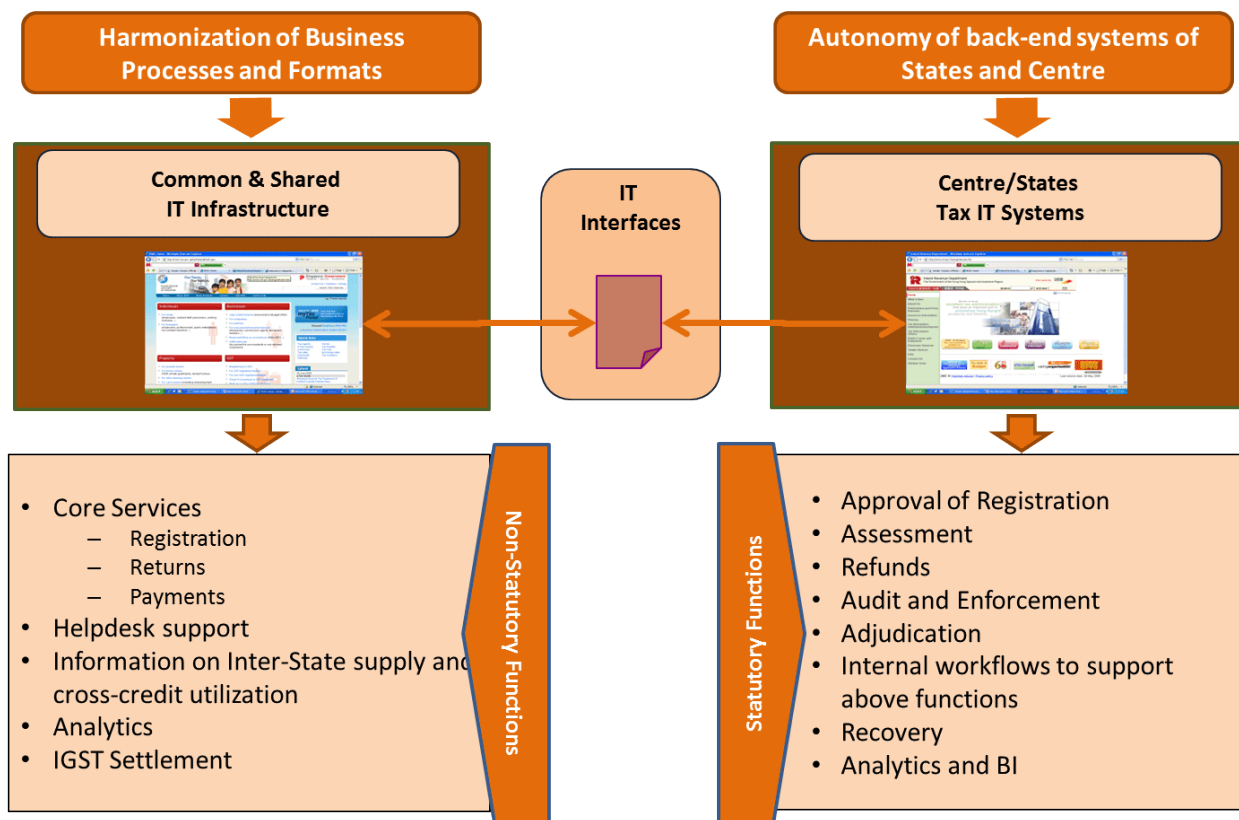 Harmonization of Business
Processes and Formats
Autonomy of back-end systems of
States and Centre
Common & Shared
IT Infrastructure
IT
Interfaces
Centre/States
Tax IT Systems
• Core Services
– Registration
– Returns
– Payments
• Helpdesk support
• Information on Inter-State supply and
cross-credit utilization
• Analytics
• IGST Settlement
Non-Statutory Functions
Statutory Functions
• Approval of Registration
• Assessment
• Refunds
• Audit and Enforcement
• Adjudication
• Internal workflows to support
above functions
• Recovery
• Analytics and BI